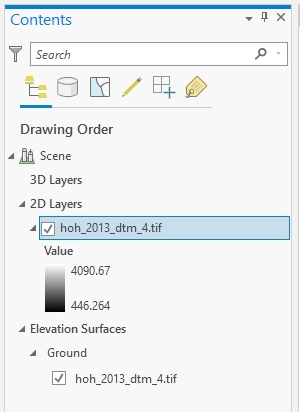 Contents
Search
Drawing Order
Scene
3D Layers
2D Layers
hoh_2013_dtm_4.tif
Value
4090.67
446.264
Elevation Surfaces
Ground
hoh_2013_dtm_4.tif